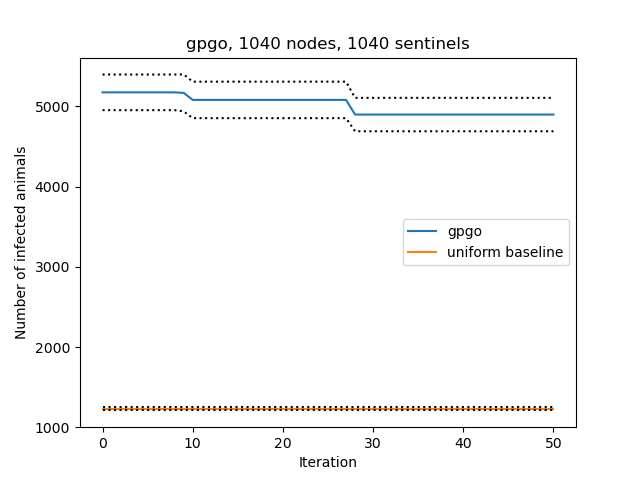 gpgo, 1040 nodes, 1040 sentinels
Number of infected animals
5000
4000
3000
2000
1000
gpgo
uniform baseline
0
10
20
30
40
50
Iteration